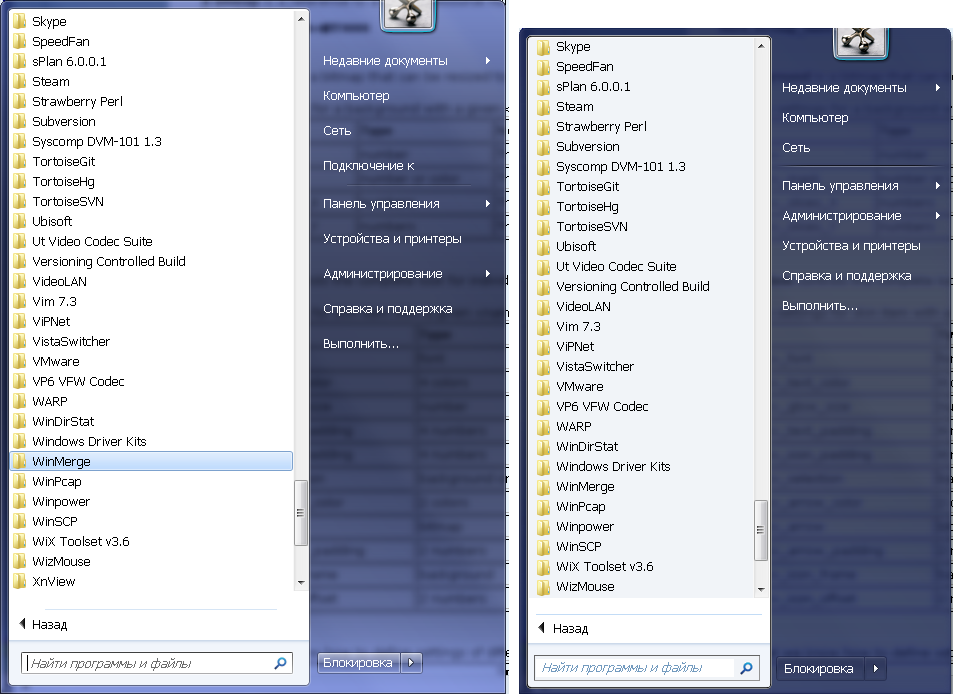 Skype
SpeedFan
sPlan 6.0.0.1
Steam
Strawberry Perl
Subversion
Syscomp DVM-101 1.3
TortoiseGit
TortoiseHg
TortoiseSVN
Ubisoft
Ut Video Codec Suite
Versioning Controlled Build
VideoLAN
Vim 7.3
ViPNet
VistaSwitcher
VMware
VP6 VFW Codec
WARP
WinDirStat
Windows Driver Kits
WinMerge
WinPcap
Winpower
WinSCP
WiX Toolset v3.6
WizMouse
XnView
Назад
Найти программы и файлы
Недавние документы
Компьютер
Сеть
Подключение к
Панель управления
Устройства и принтеры
Администрирование
Справка и поддержка
Выполнить...
Блокировка
Skype
SpeedFan
sPlan 6.0.0.1
Steam
Strawberry Perl
Subversion
Syscomp DVM-101 1.3
TortoiseGit
TortoiseHg
TortoiseSVN
Ubisoft
Ut Video Codec Suite
Versioning Controlled Build
VideoLAN
Vim 7.3
ViPNet
VistaSwitcher
VMware
VP6 VFW Codec
WARP
WinDirStat
Windows Driver Kits
WinMerge
WinPcap
Winpower
WinSCP
WiX Toolset v3.6
WizMouse
Назад
Найти программы и файлы
Недавние документы
Компьютер
Сеть
Панель управления
Администрирование
Устройства и принтеры
Справка и поддержка
Выполнить...
Блокировка